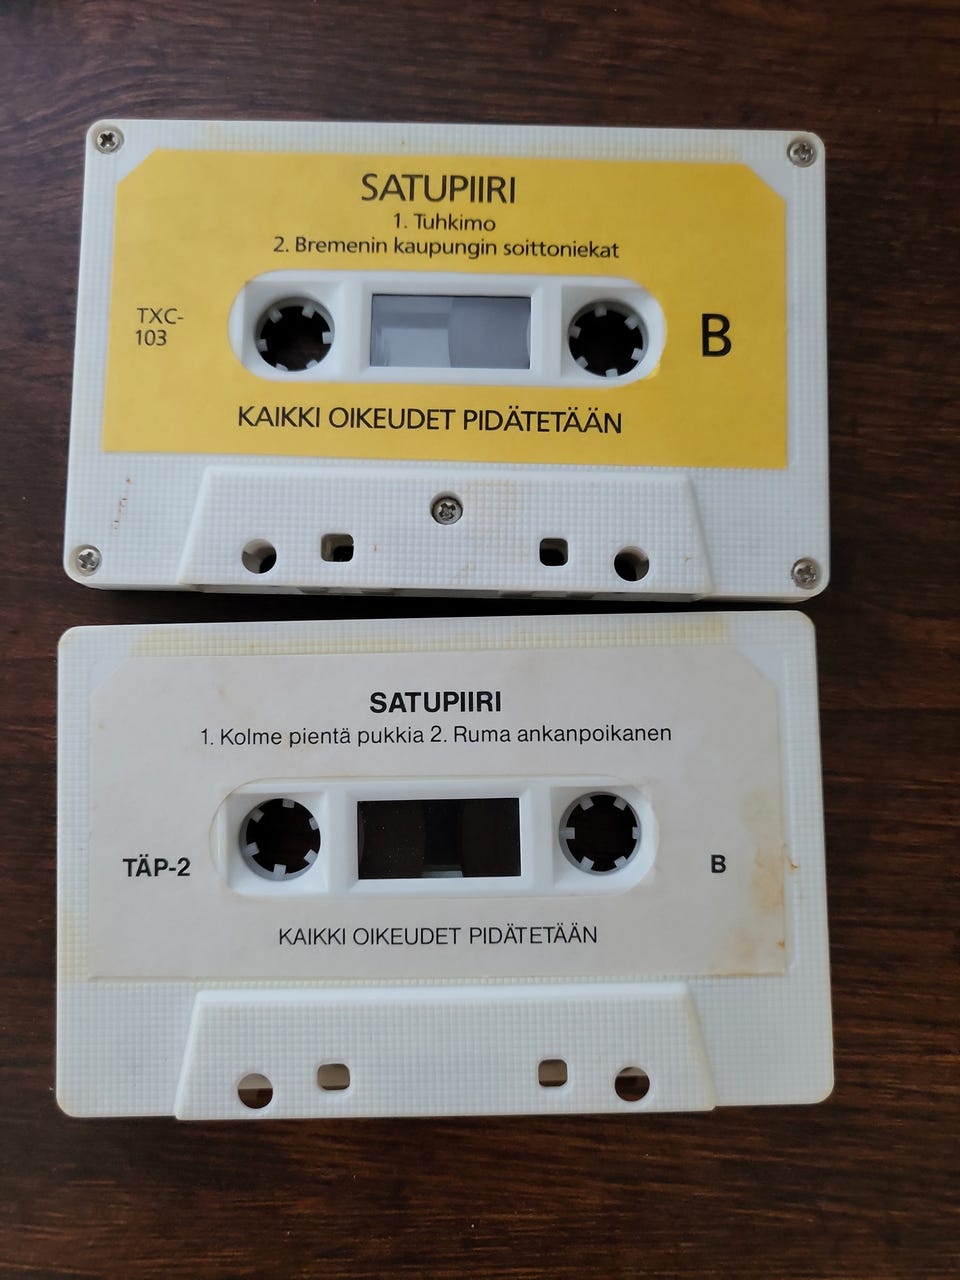 SATUPIIRI
1. Tuhkimo
2. Bremenin kaupungin soittoniekat
TXC-
103
B
KAIKKI OIKEUDET PIDÄTETÄÄN
SATUPIIRI
1. Kolme pientä pukkia 2. Ruma ankanpoikanen
TÄP-2
B
KAIKKI OIKEUDET PIDÄTETÄÄN